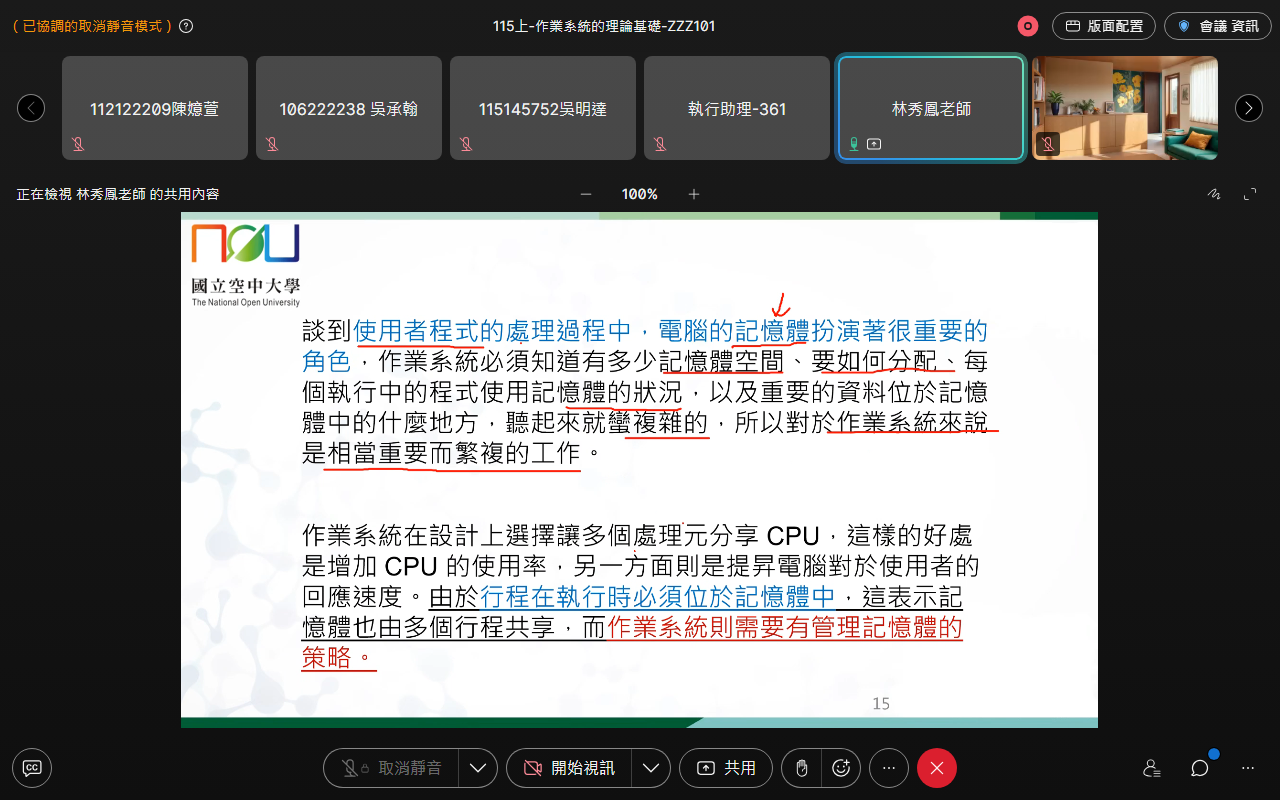 ( 已協調的取消靜音模式 )
115上-作業系統的理論基礎-ZZZ101
版面配置
會議 資訊
112122209陳嬑萱
106222238 吳承翰
115145752吳明達
執行助理-361
林秀鳳老師
正在檢視 林秀鳳老師 的共用內容
100%
nou
國立空中大學
The National Open University
談到使用者程式的處理過程中，電腦的記憶體扮演著很重要的
角色，作業系統必須知道有多少記憶體空間、要如何分配、每
個執行中的程式使用記憶體的狀況，以及重要的資料位於記憶
體中的什麼地方，聽起來就蠻複雜的，所以對於作業系統來說
是相當重要而繁複的工作。
作業系統在設計上選擇讓多個處理元分享 CPU，這樣的好處
是增加 CPU 的使用率，另一方面則是提昇電腦對於使用者的
回應速度。由於行程在執行時必須位於記憶體中，這表示記
憶體也由多個行程共享，而作業系統則需要有管理記憶體的
策略。
15
CC
取消靜音
開始視訊
共用